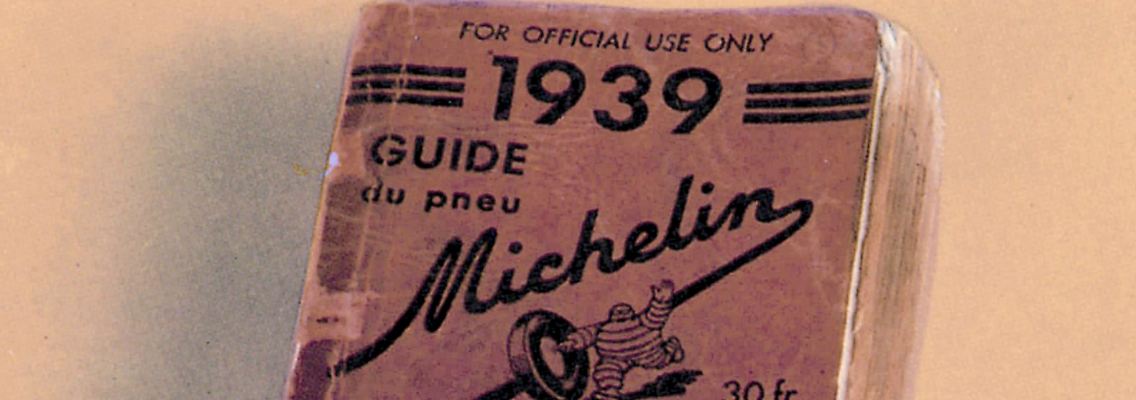 FOR OFFICIAL USE ONLY
1939
GUIDE
du pneu
Michelin
30 fr